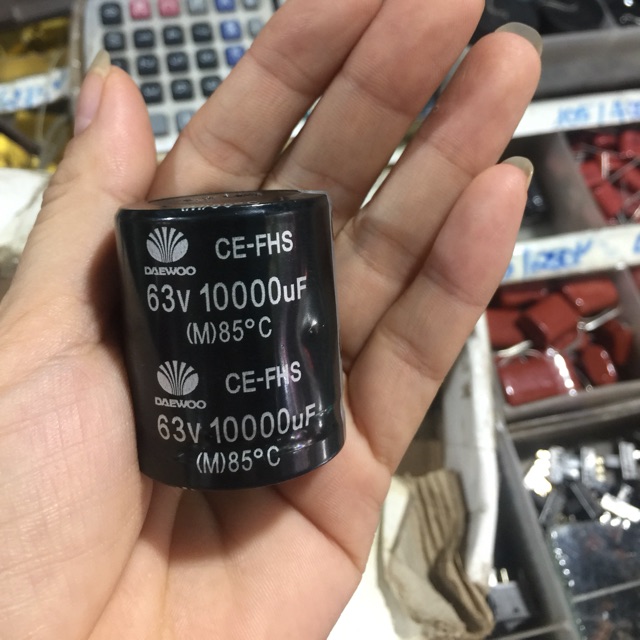 CE-FHS
DAEWOO
63v 10000uF
(M)85°C
CE-FHS
DAEWOO
63v 10000uF
(M)85°C